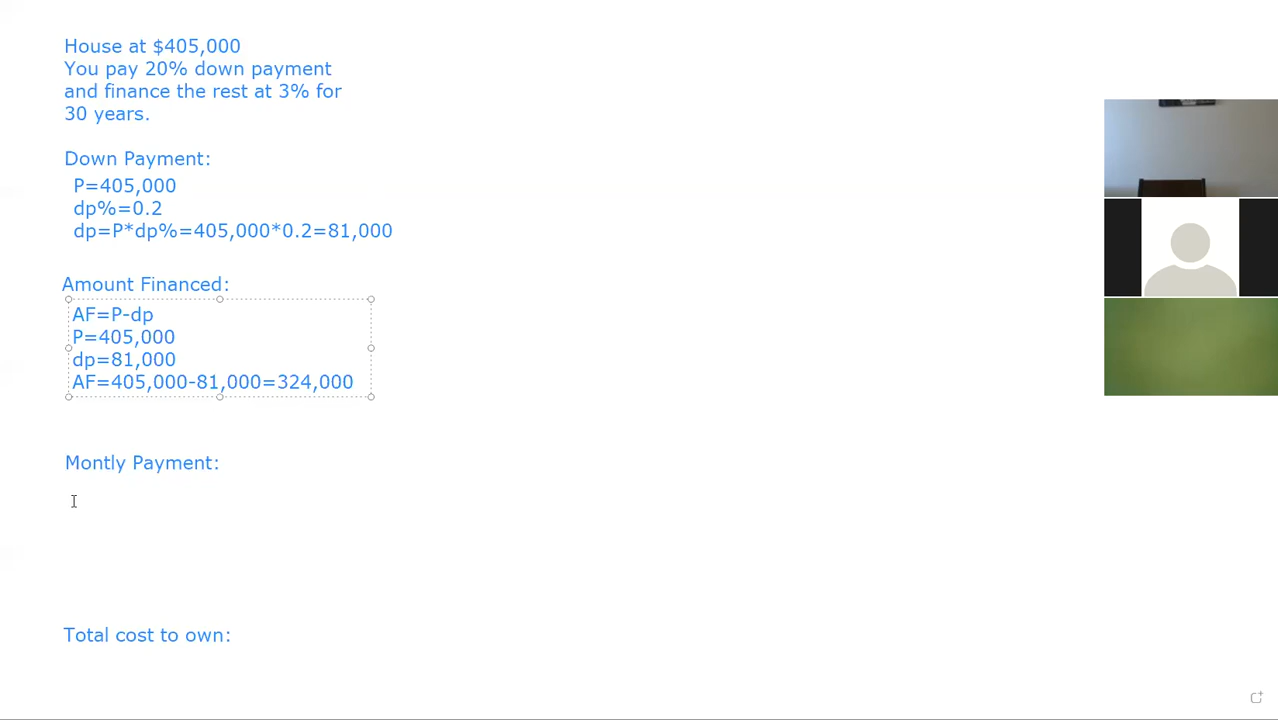 House at $405,000
You pay 20% down payment
and finance the rest at 3% for
30 years.
Down Payment:
P=405,000
dp%=0.2
dp=P*dp%=405,000*0.2=81,000
Amount Financed:
AF=P-dp
P=405,000
dp=81,000
AF=405,000-81,000=324,000
Montly Payment:
Total cost to own: